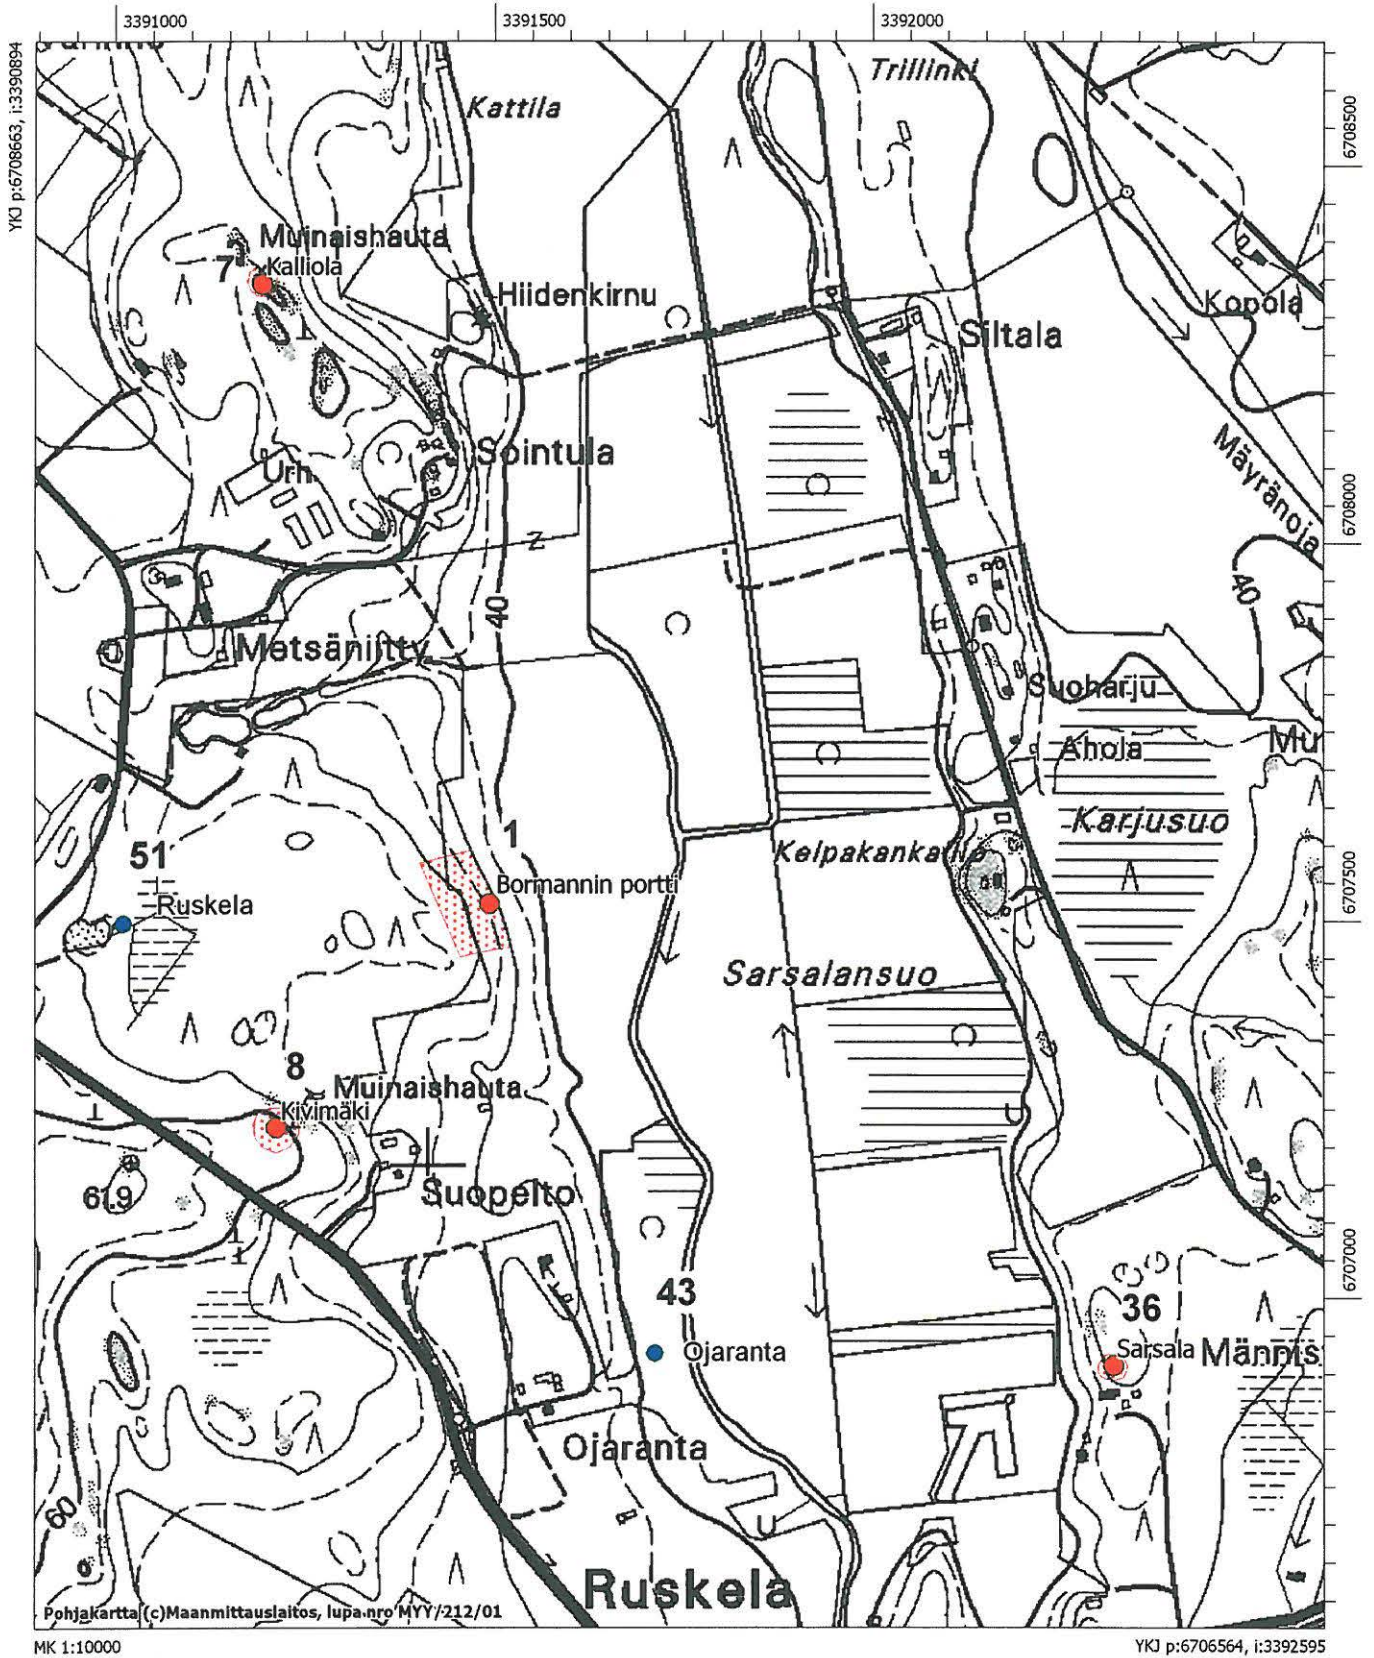 3391000
3391500
3392000
YKJ p:6708663, i:3390894
Kattila
Trillinki
6708500
Muinaishauta
7
Kalliola
Hiidenkirnu
Kopola
Siltala
Sointula
Urh.
Mäyränoja
6708000
Z
40
40
Metsäniitty
Suoharju
Ahola
Mu
1
Karjusuo
51
Kelpakankallio
Bormannin portti
6707500
Ruskela
Sarsalansuo
8
Muinaishauta
Kivimäki
61.9
Suopelto
6707000
43
36
Ojaranta
Sarsala
Männis
Ojaranta
60
Ruskela
Pohjakartta (c)Maanmittauslaitos, lupa.nro MYY/212/01
MK 1:10000
YKJ p:6706564, i:3392595